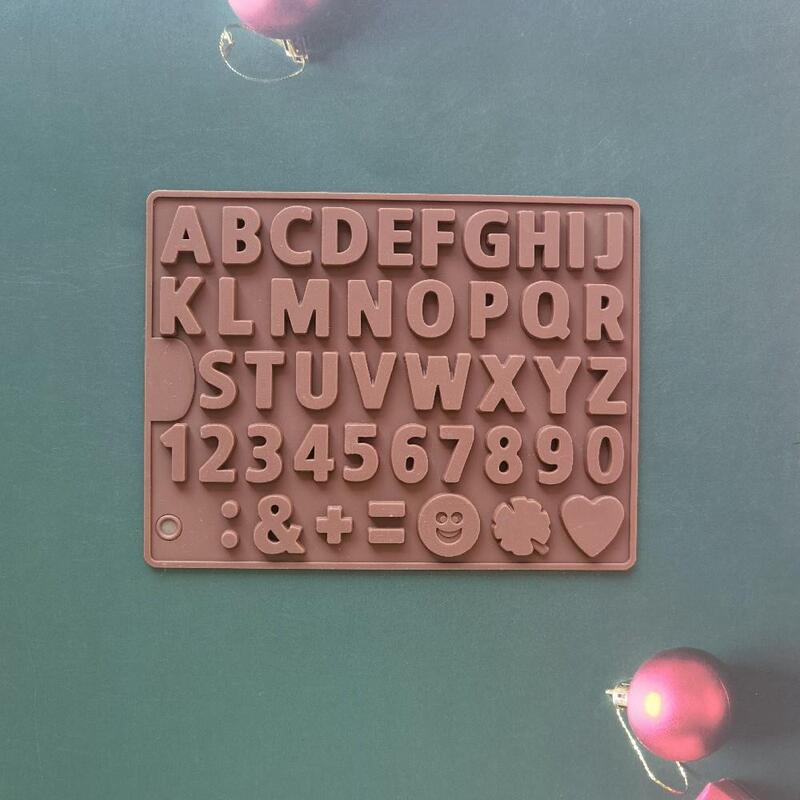 ABCDEFGHIJ
KLMNOPQR
STUVWXYZ
1234567890
:&+=